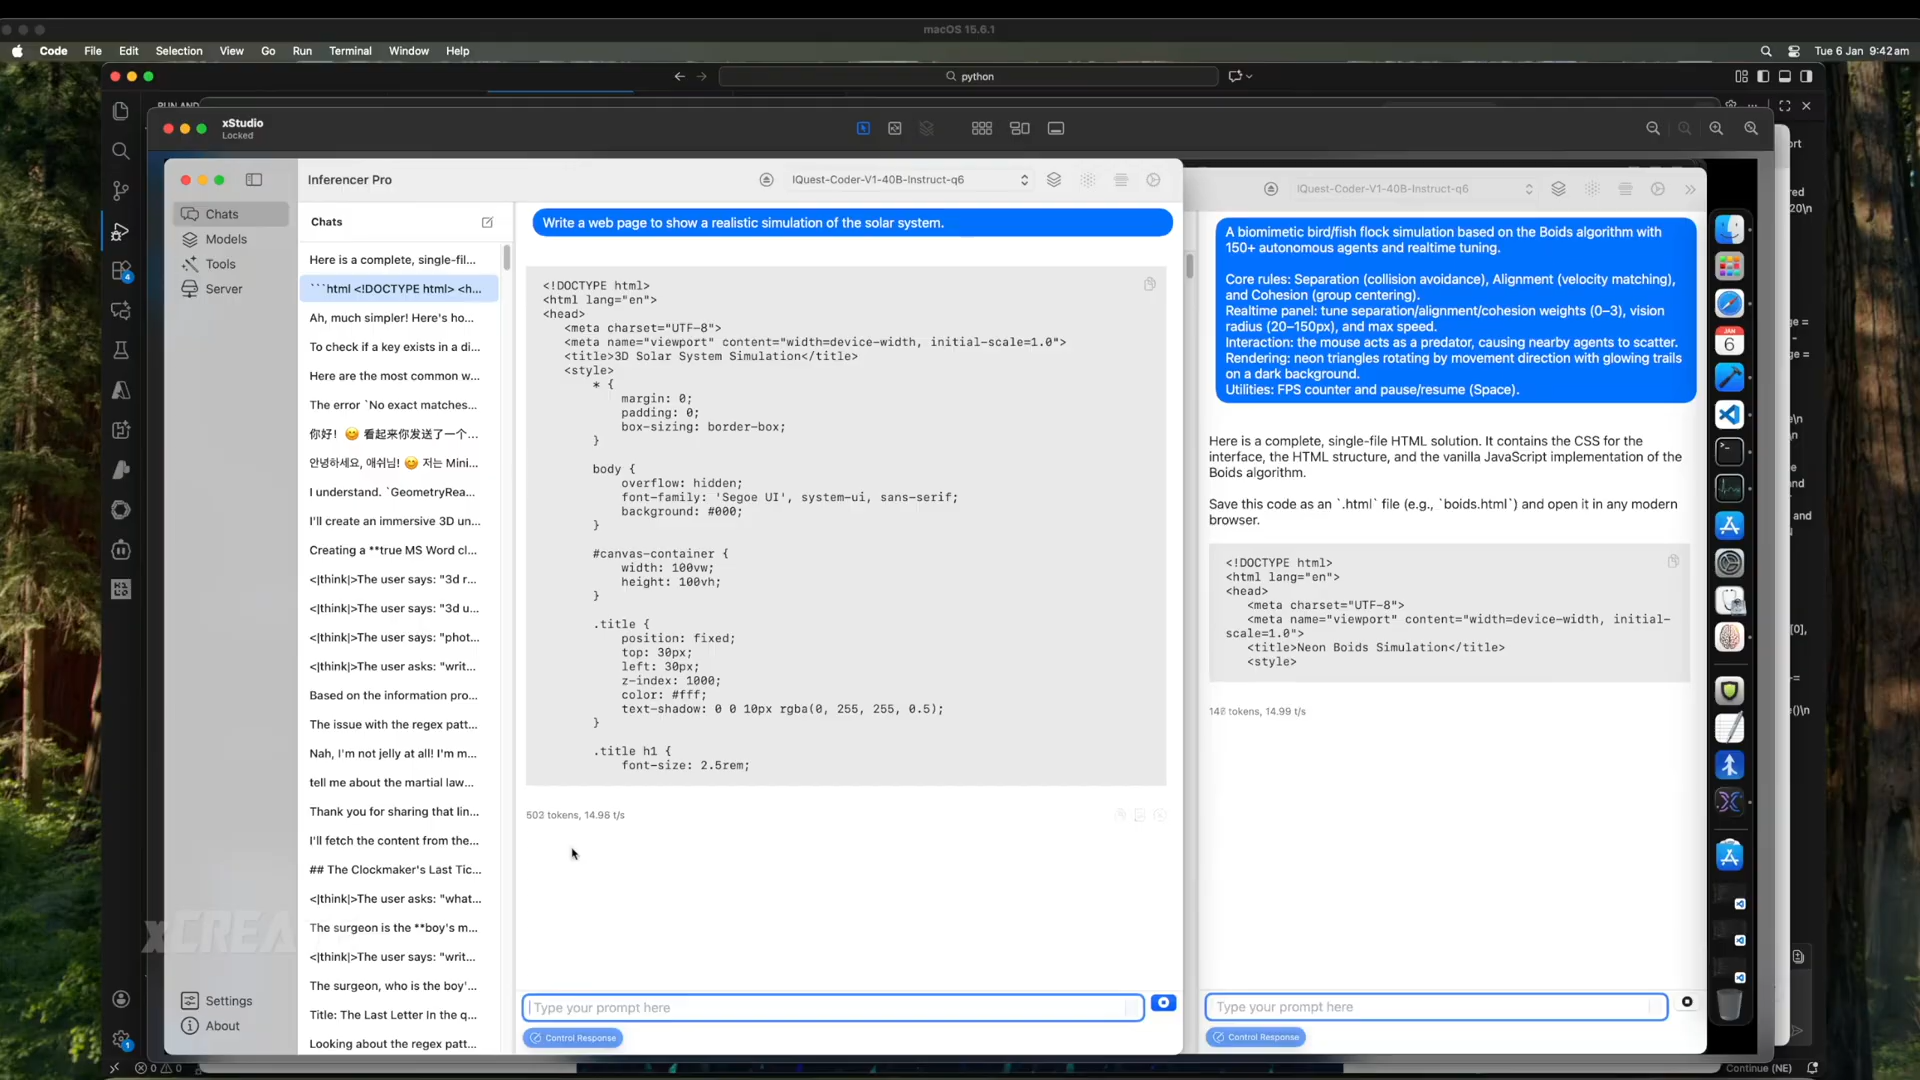 macOS 15.6.1
Code File Edit Selection View Go Run Terminal Window Help
Tue 6 Jan 9:42 am
python
RUN AND
xStudio
Locked
Inferencer Pro
IQuest-Coder-V1-40B-Instruct-q6
Chats
Models
Tools
Server
Settings
About
Chats
Here is a complete, single-fil...
```html <!DOCTYPE html> <h...
Ah, much simpler! Here's ho...
To check if a key exists in a di...
Here are the most common w...
The error `No exact matches...
你好！ 😊 看起来你发送了一个...
안녕하세요, 애쉬님! 😊 저는 Mini...
I understand. `GeometryRea...
I'll create an immersive 3D un...
Creating a **true MS Word cl...
<|think|>The user says: "3d r...
<|think|>The user says: "3d u...
<|think|>The user says: "phot...
<|think|>The user asks: "writ...
Based on the information pro...
The issue with the regex patt...
Nah, I'm not jelly at all! I'm m...
tell me about the martial law...
Thank you for sharing that lin...
I'll fetch the content from the...
## The Clockmaker's Last Tic...
<|think|>The user asks: "what...
The surgeon is the **boy's m...
<|think|>The user says: "writ...
The surgeon, who is the boy'...
Title: The Last Letter In the q...
Looking about the regex patt...
Write a web page to show a realistic simulation of the solar system.
<!DOCTYPE html>
<html lang="en">
<head>
<meta charset="UTF-8">
<meta name="viewport" content="width=device-width, initial-scale=1.0">
<title>3D Solar System Simulation</title>
<style>
* {
margin: 0;
padding: 0;
box-sizing: border-box;
}
body {
overflow: hidden;
font-family: 'Segoe UI', system-ui, sans-serif;
background: #000;
}
#canvas-container {
width: 100vw;
height: 100vh;
}
.title {
position: fixed;
top: 30px;
left: 30px;
z-index: 1000;
color: #fff;
text-shadow: 0 0 10px rgba(0, 255, 255, 0.5);
}
.title h1 {
font-size: 2.5rem;
tokens, 14.98 t/s
Type your prompt here
Control Response
IQuest-Coder-V1-40B-Instruct-q6
A biomimetic bird/fish flock simulation based on the Boids algorithm with
150+ autonomous agents and realtime tuning.
Core rules: Separation (collision avoidance), Alignment (velocity matching),
and Cohesion (group centering).
Realtime panel: tune separation/alignment/cohesion weights (0–3), vision
radius (20–150px), and max speed.
Interaction: the mouse acts as a predator, causing nearby agents to scatter.
Rendering: neon triangles rotating by movement direction with glowing trails
on a dark background.
Utilities: FPS counter and pause/resume (Space).
Here is a complete, single-file HTML solution. It contains the CSS for the
interface, the HTML structure, and the vanilla JavaScript implementation of the
Boids algorithm.
Save this code as an `.html` file (e.g., `boids.html`) and open it in any modern
browser.
<!DOCTYPE html>
<html lang="en">
<head>
<meta charset="UTF-8">
<meta name="viewport" content="width=device-width, initial-
scale=1.0">
<title>Neon Boids Simulation</title>
<style>
tokens, 14.99 t/s
Type your prompt here
Control Response
JAN
6
4
1
0 0
Continue (NE)